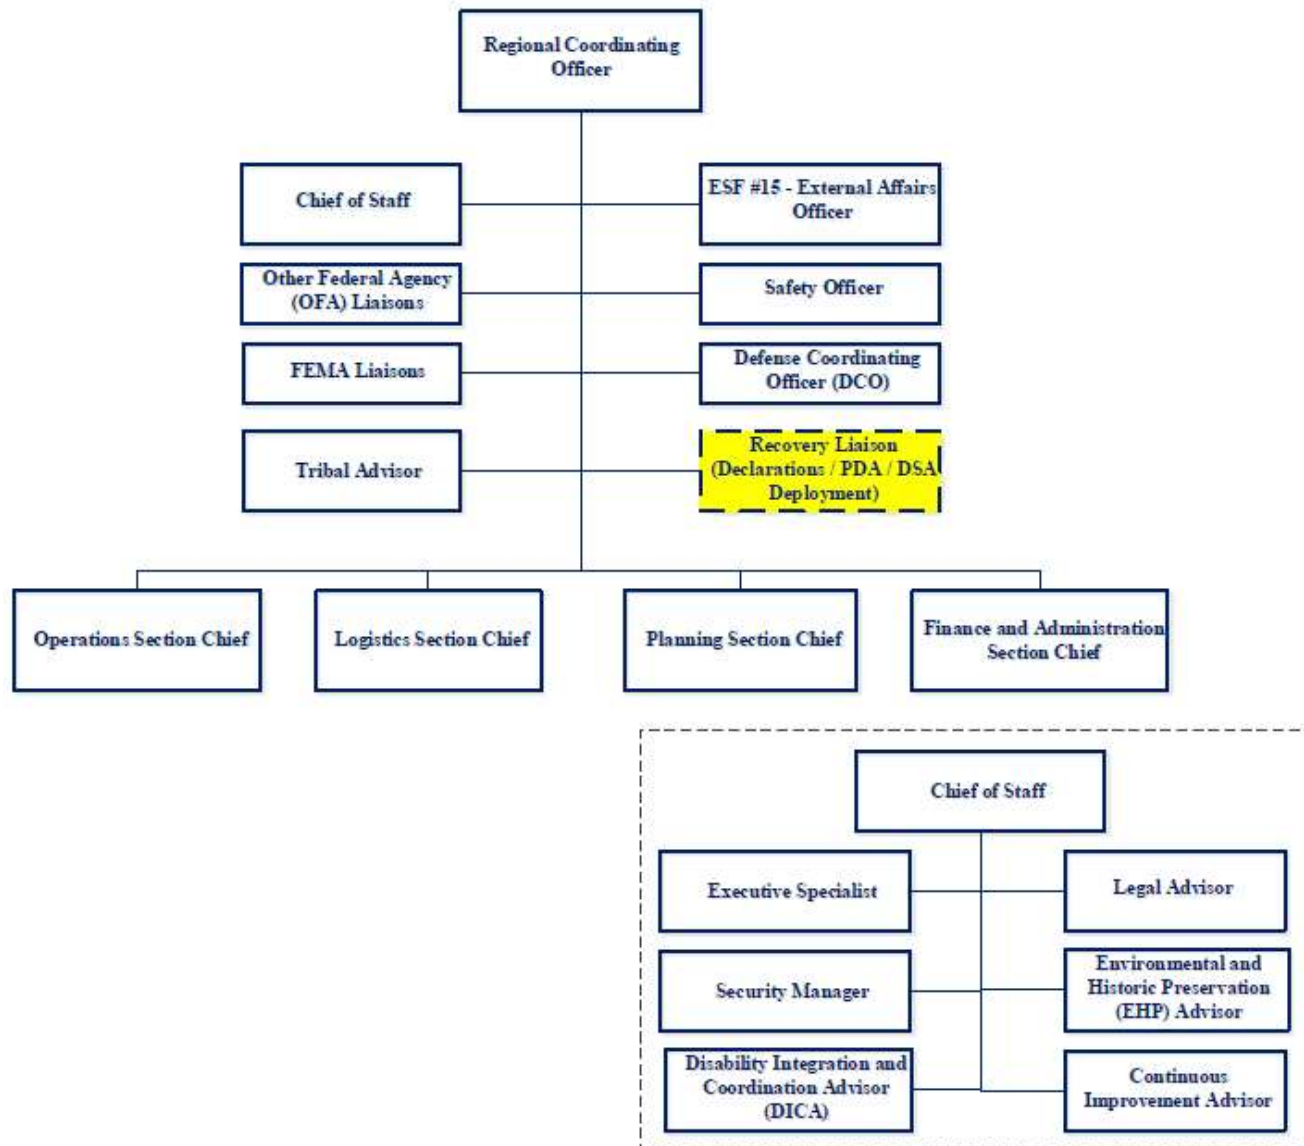 Regional Coordinating
Officer
Chief of Staff
ESF #15 - External Affairs
Officer
Other Federal Agency
(OFA) Liaisons
Safety Officer
FEMA Liaisons
Defense Coordinating
Officer (DCO)
Tribal Advisor
Recovery Liaison
(Declarations / PDA / DSA
Deployment)
Operations Section Chief
Logistics Section Chief
Planning Section Chief
Finance and Administration
Section Chief
Chief of Staff
Executive Specialist
Legal Advisor
Security Manager
Environmental and
Historic Preservation
(EHP) Advisor
Disability Integration and
Coordination Advisor
(DICA)
Continuous
Improvement Advisor